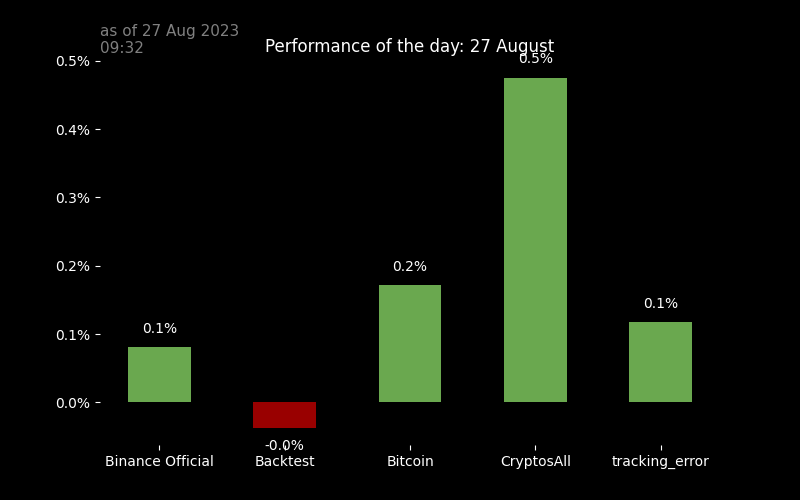 as of 27 Aug 2023
09:32
Performance of the day: 27 August
0.5%
0.4%
0.3%
0.2%
0.1%
0.0%
0.1%
-0.0%
0.2%
0.5%
0.1%
Binance Official
Backtest
Bitcoin
CryptosAll
tracking_error